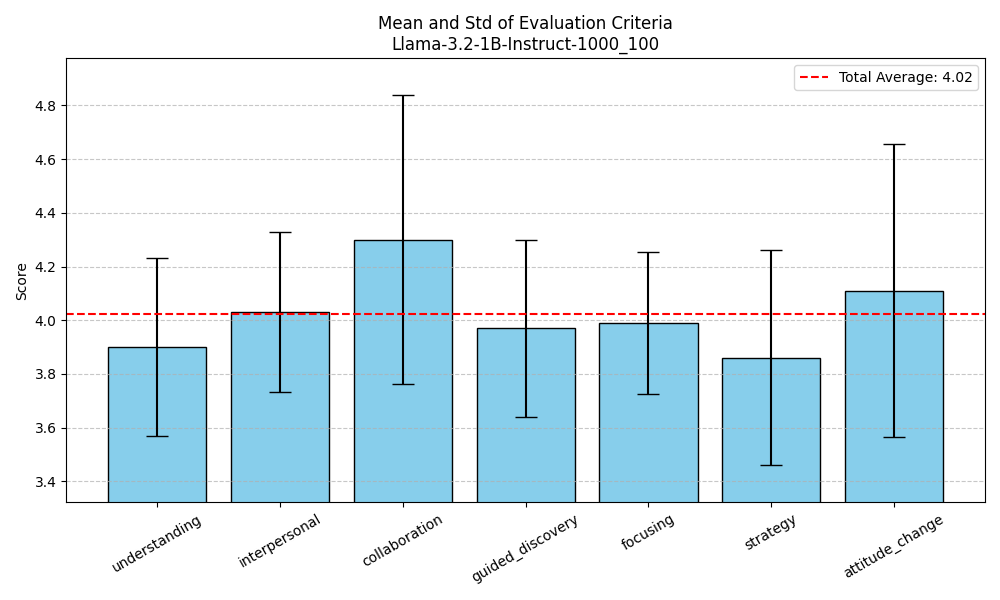 Mean and Std of Evaluation Criteria
Llama-3.2-1B-Instruct-1000_100
Total Average: 4.02
Score
4.8
4.6
4.4
4.2
4.0
3.8
3.6
3.4
understanding
interpersonal
collaboration
guided_discovery
focusing
strategy
attitude_change